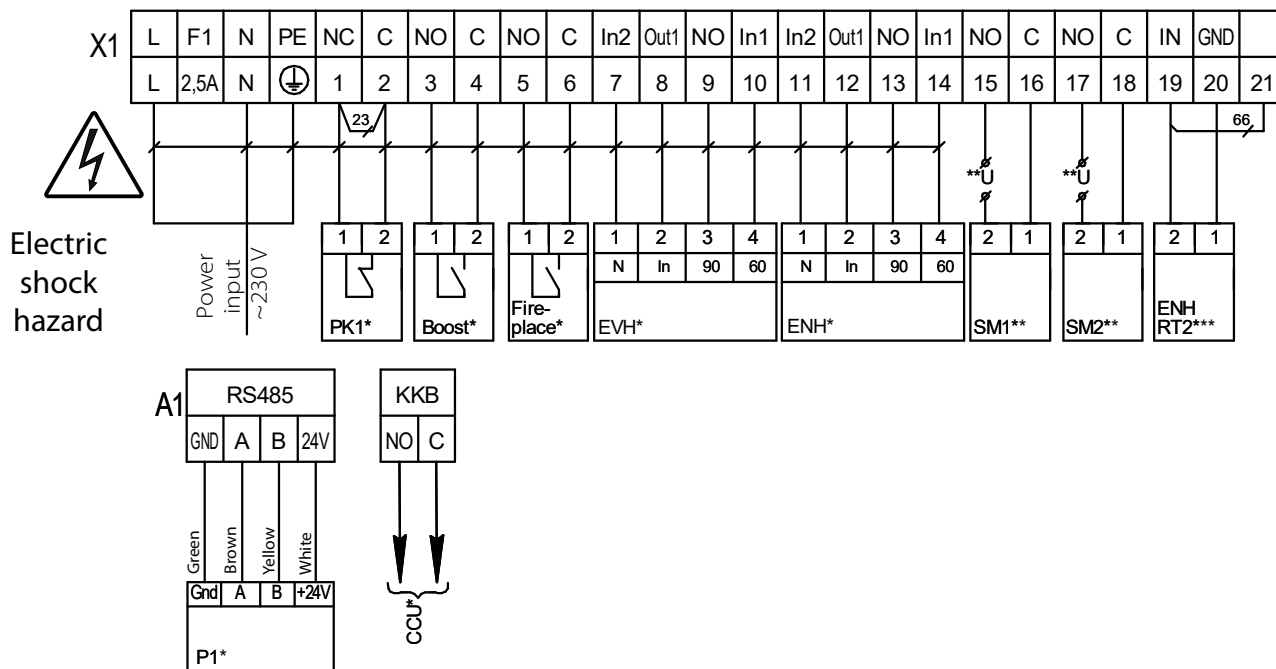 X1
L F1 N PE NC C NO C NO C In2 Out1 NO In1 In2 Out1 NO In1 NO C NO C IN GND
L 2,5A N 1 2 3 4 5 6 7 8 9 10 11 12 13 14 15 16 17 18 19 20 21
23
66
**U
**U
Electric
shock
hazard
Power
input
~230 V
1 2
PK1*
1 2
Boost*
1 2
Fire-
place*
1 2 3 4
N In 90 60
EVH*
1 2 3 4
N In 90 60
ENH*
2 1
SM1**
2 1
SM2**
2 1
ENH
RT2***
A1
RS485
GND A B 24V
Green
Brown
Yellow
White
Gnd A B +24V
P1*
KKB
NO C
CCU*